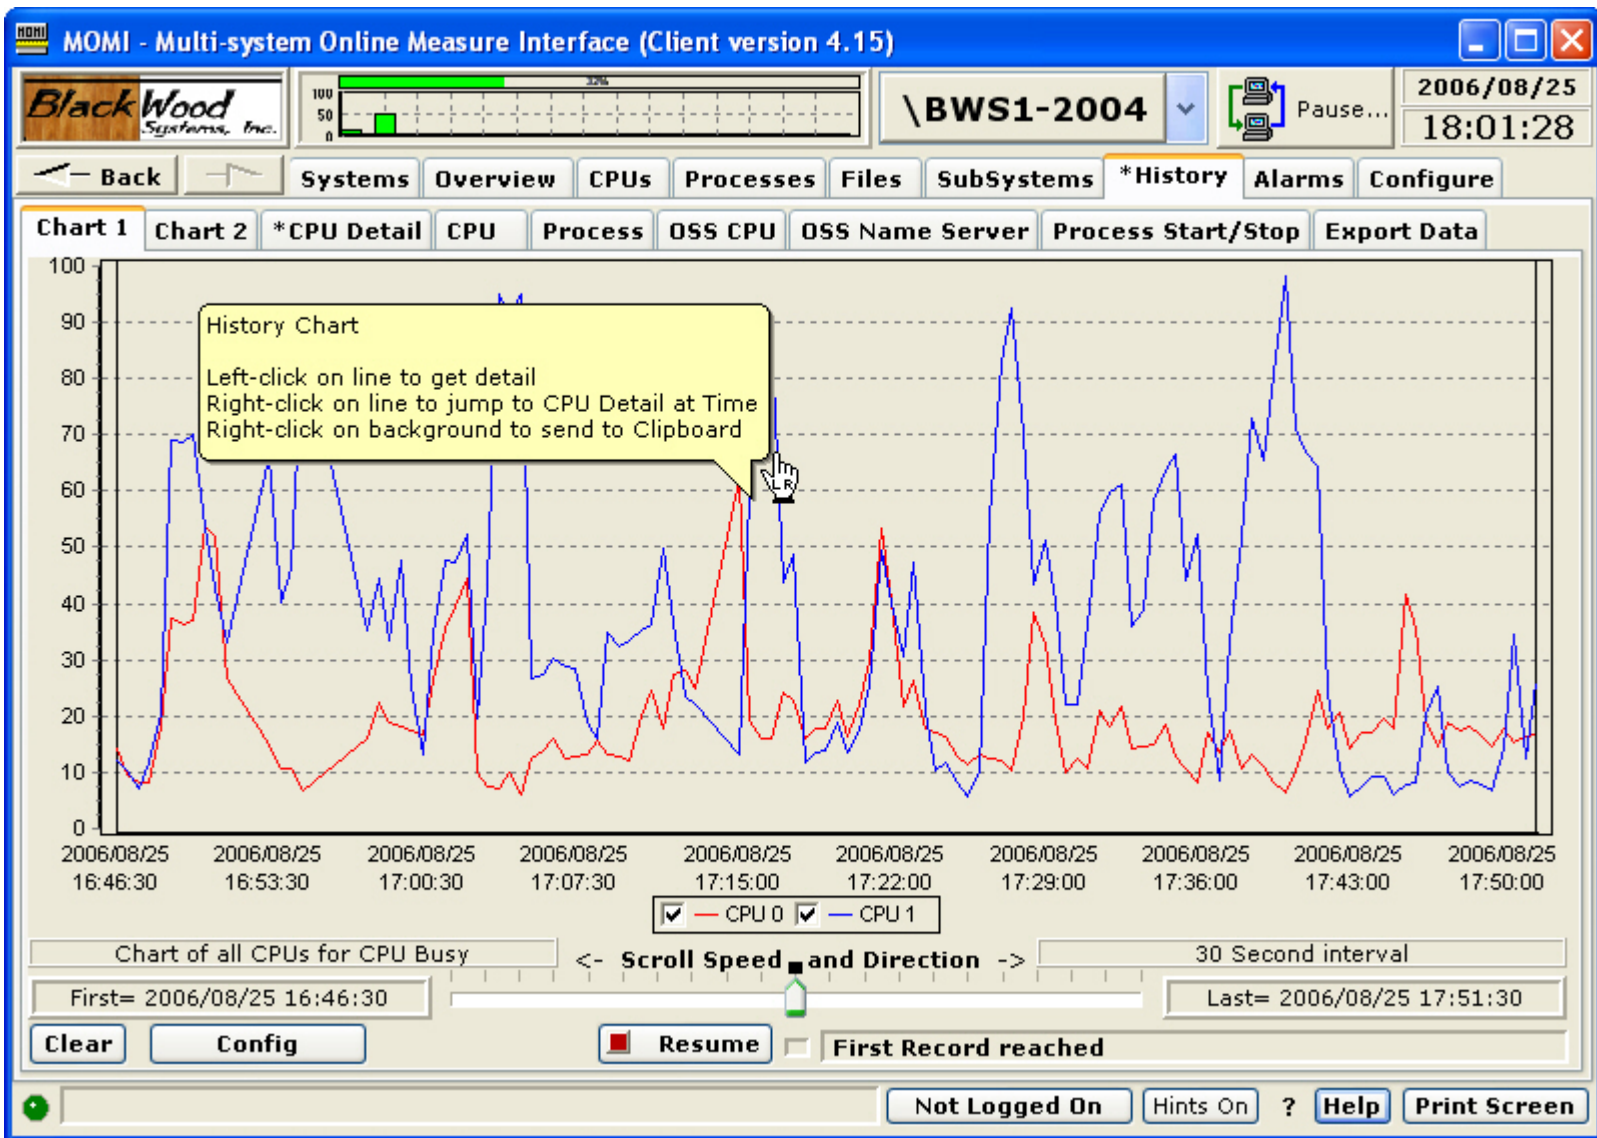 MOMI
MOMI - Multi-system Online Measure Interface (Client version 4.15)
BlackWood
Systems, Inc.
32%
100
50
0
\BWS1-2004
Pause...
2006/08/25
18:01:28
Back
Systems Overview CPUs Processes Files SubSystems *History Alarms Configure
Chart 1 Chart 2 *CPU Detail CPU Process OSS CPU OSS Name Server Process Start/Stop Export Data
100
90
80
70
60
50
40
30
20
10
0
History Chart
Left-click on line to get detail
Right-click on line to jump to CPU Detail at Time
Right-click on background to send to Clipboard
LR
2006/08/25 2006/08/25 2006/08/25 2006/08/25 2006/08/25 2006/08/25 2006/08/25 2006/08/25 2006/08/25 2006/08/25
16:46:30 16:53:30 17:00:30 17:07:30 17:15:00 17:22:00 17:29:00 17:36:00 17:43:00 17:50:00
CPU 0 CPU 1
Chart of all CPUs for CPU Busy
<- Scroll Speed and Direction ->
30 Second interval
First= 2006/08/25 16:46:30
Last= 2006/08/25 17:51:30
Clear Config Resume First Record reached
Not Logged On Hints On ? Help Print Screen